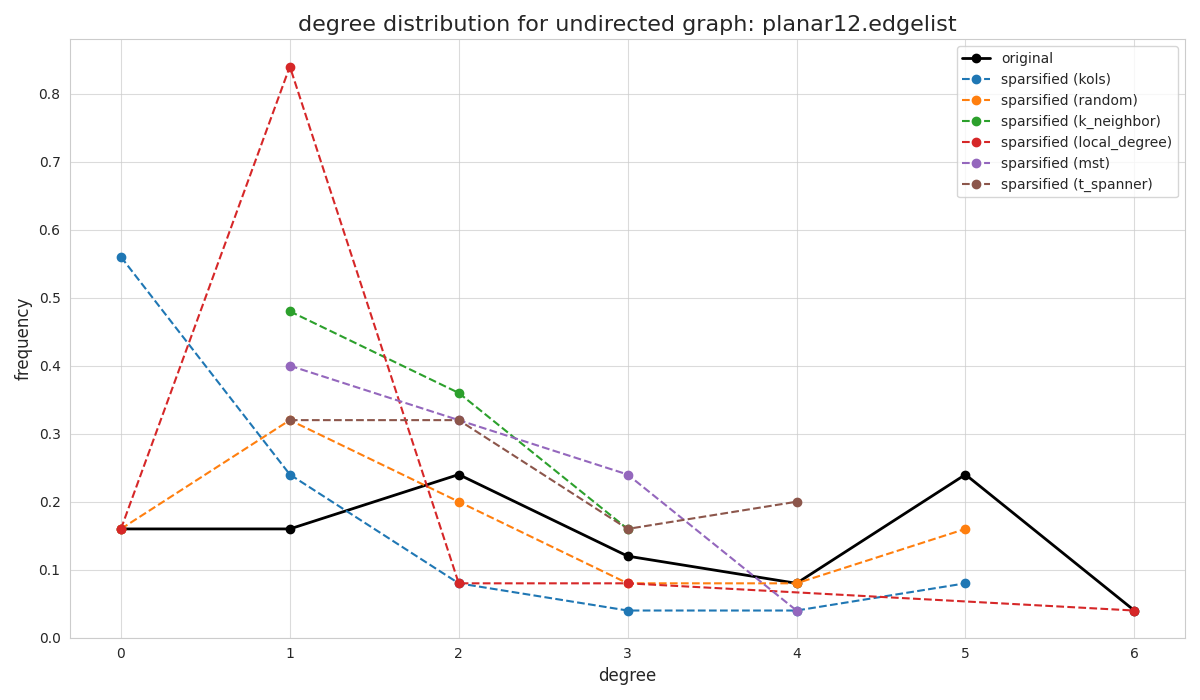 degree distribution for undirected graph: planar12.edgelist
original
sparsified (kols)
sparsified (random)
sparsified (k_neighbor)
sparsified (local_degree)
sparsified (mst)
sparsified (t_spanner)
frequency
0.8
0.7
0.6
0.5
0.4
0.3
0.2
0.1
0.0
0 1 2 3 4 5 6
degree